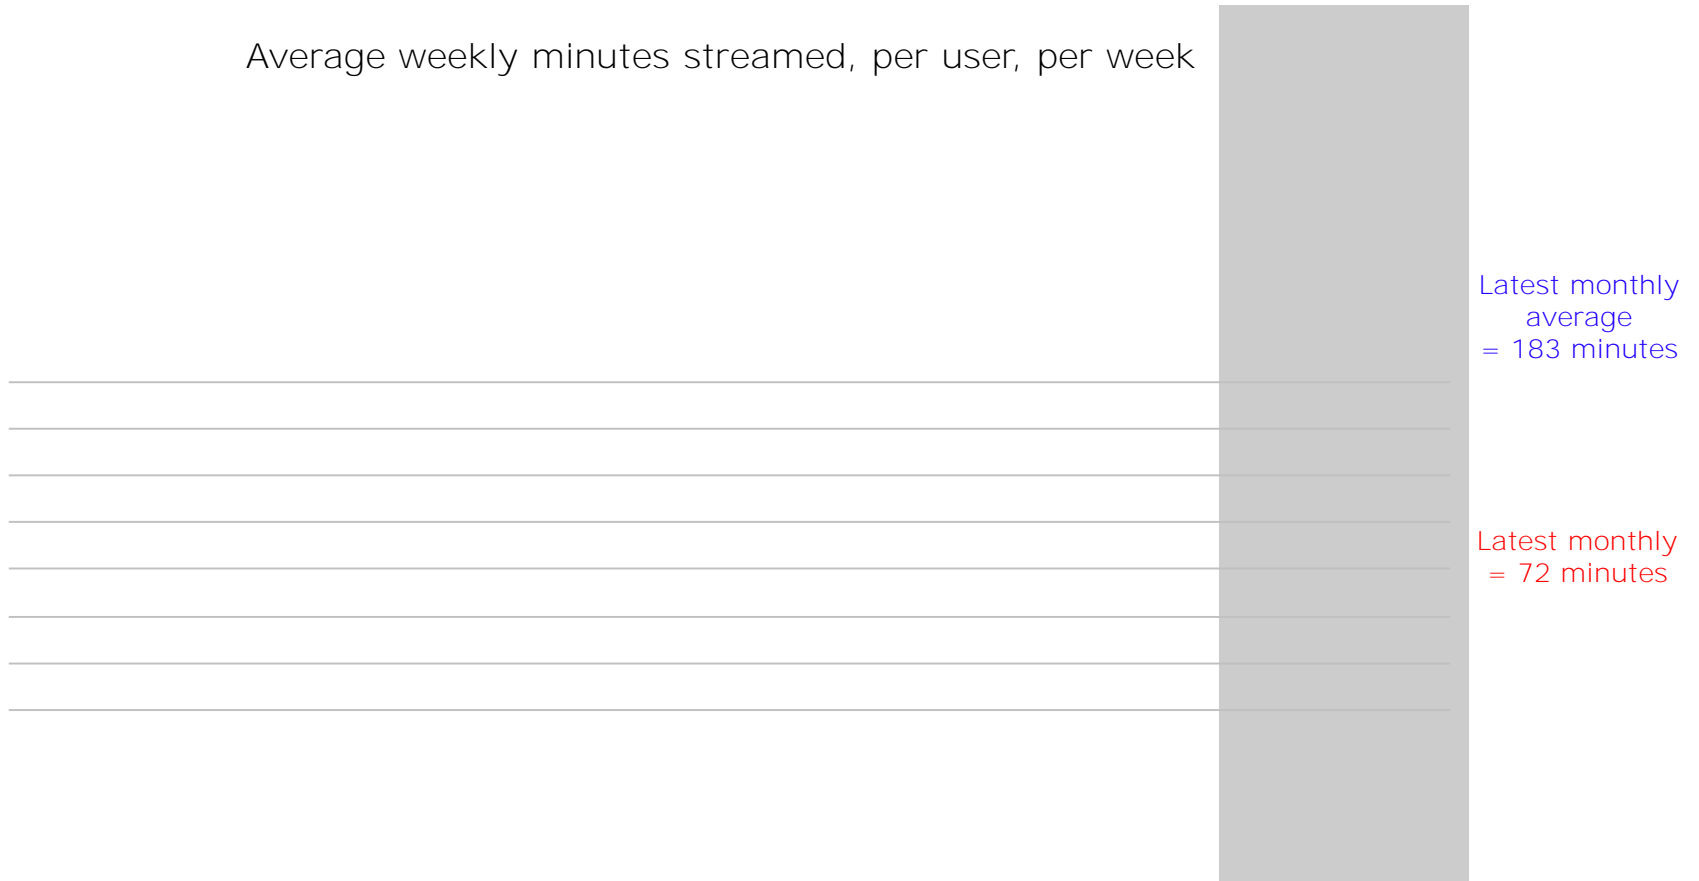 Average weekly minutes streamed, per user, per week
Latest monthly
average
= 183 minutes
Latest monthly
= 72 minutes